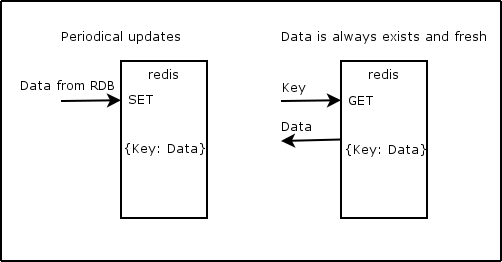 Periodical updates
Data is always exists and fresh
redis
Data from RDB
SET
{Key: Data}
redis
Key
GET
Data
{Key: Data}